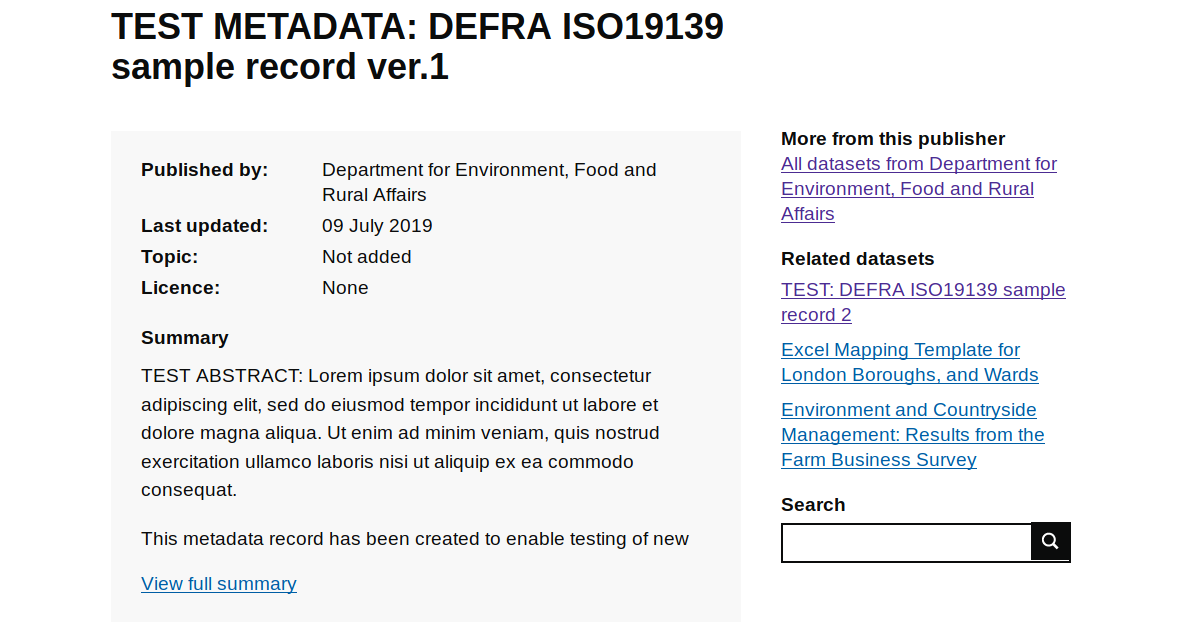 TEST METADATA: DEFRA ISO19139
sample record ver.1
Published by: Department for Environment, Food and
Rural Affairs
Last updated: 09 July 2019
Topic: Not added
Licence: None
Summary
TEST ABSTRACT: Lorem ipsum dolor sit amet, consectetur
adipiscing elit, sed do eiusmod tempor incididunt ut labore et
dolore magna aliqua. Ut enim ad minim veniam, quis nostrud
exercitation ullamco laboris nisi ut aliquip ex ea commodo
consequat.
This metadata record has been created to enable testing of new
View full summary
More from this publisher
All datasets from Department for
Environment, Food and Rural
Affairs
Related datasets
TEST: DEFRA ISO19139 sample
record 2
Excel Mapping Template for
London Boroughs, and Wards
Environment and Countryside
Management: Results from the
Farm Business Survey
Search